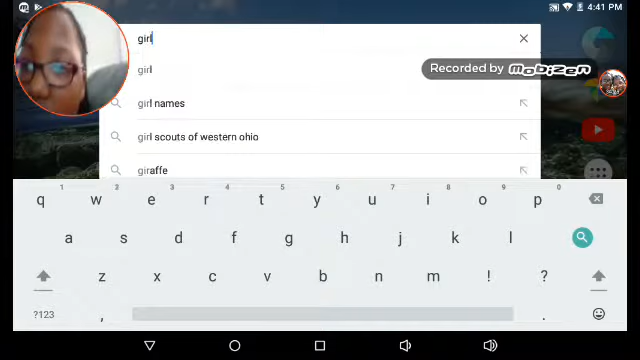 4:41 PM
girl
girl
Recorded by mobizen
girl names
girl scouts of western ohio
giraffe
1 2 3 4 5 6 7 8 9 0
q w e r t y u i o p
a s d f g h j k l
z x c v b n m ! ?
?123 , .